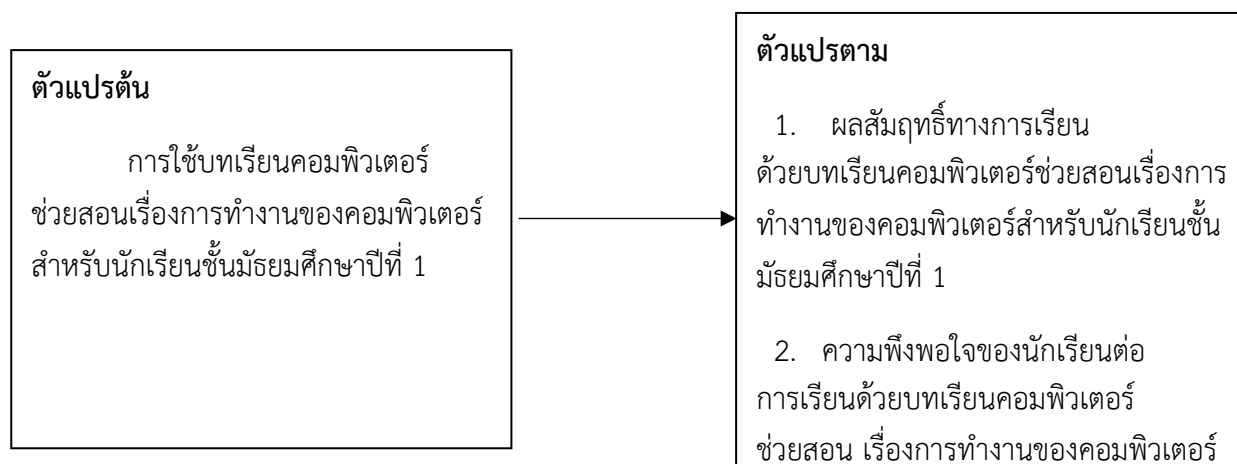 ตัวแปรต้น
การใช้บทเรียนคอมพิวเตอร์
ช่วยสอนเรื่องการทำงานของคอมพิวเตอร์
สำหรับนักเรียนชั้นมัธยมศึกษาปีที่ 1
ตัวแปรตาม
1. ผลสัมฤทธิ์ทางการเรียน
ด้วยบทเรียนคอมพิวเตอร์ช่วยสอนเรื่องการ
ทำงานของคอมพิวเตอร์สำหรับนักเรียนชั้น
มัธยมศึกษาปีที่ 1
2. ความพึงพอใจของนักเรียนต่อ
การเรียนด้วยบทเรียนคอมพิวเตอร์
ช่วยสอน เรื่องการทำงานของคอมพิวเตอร์